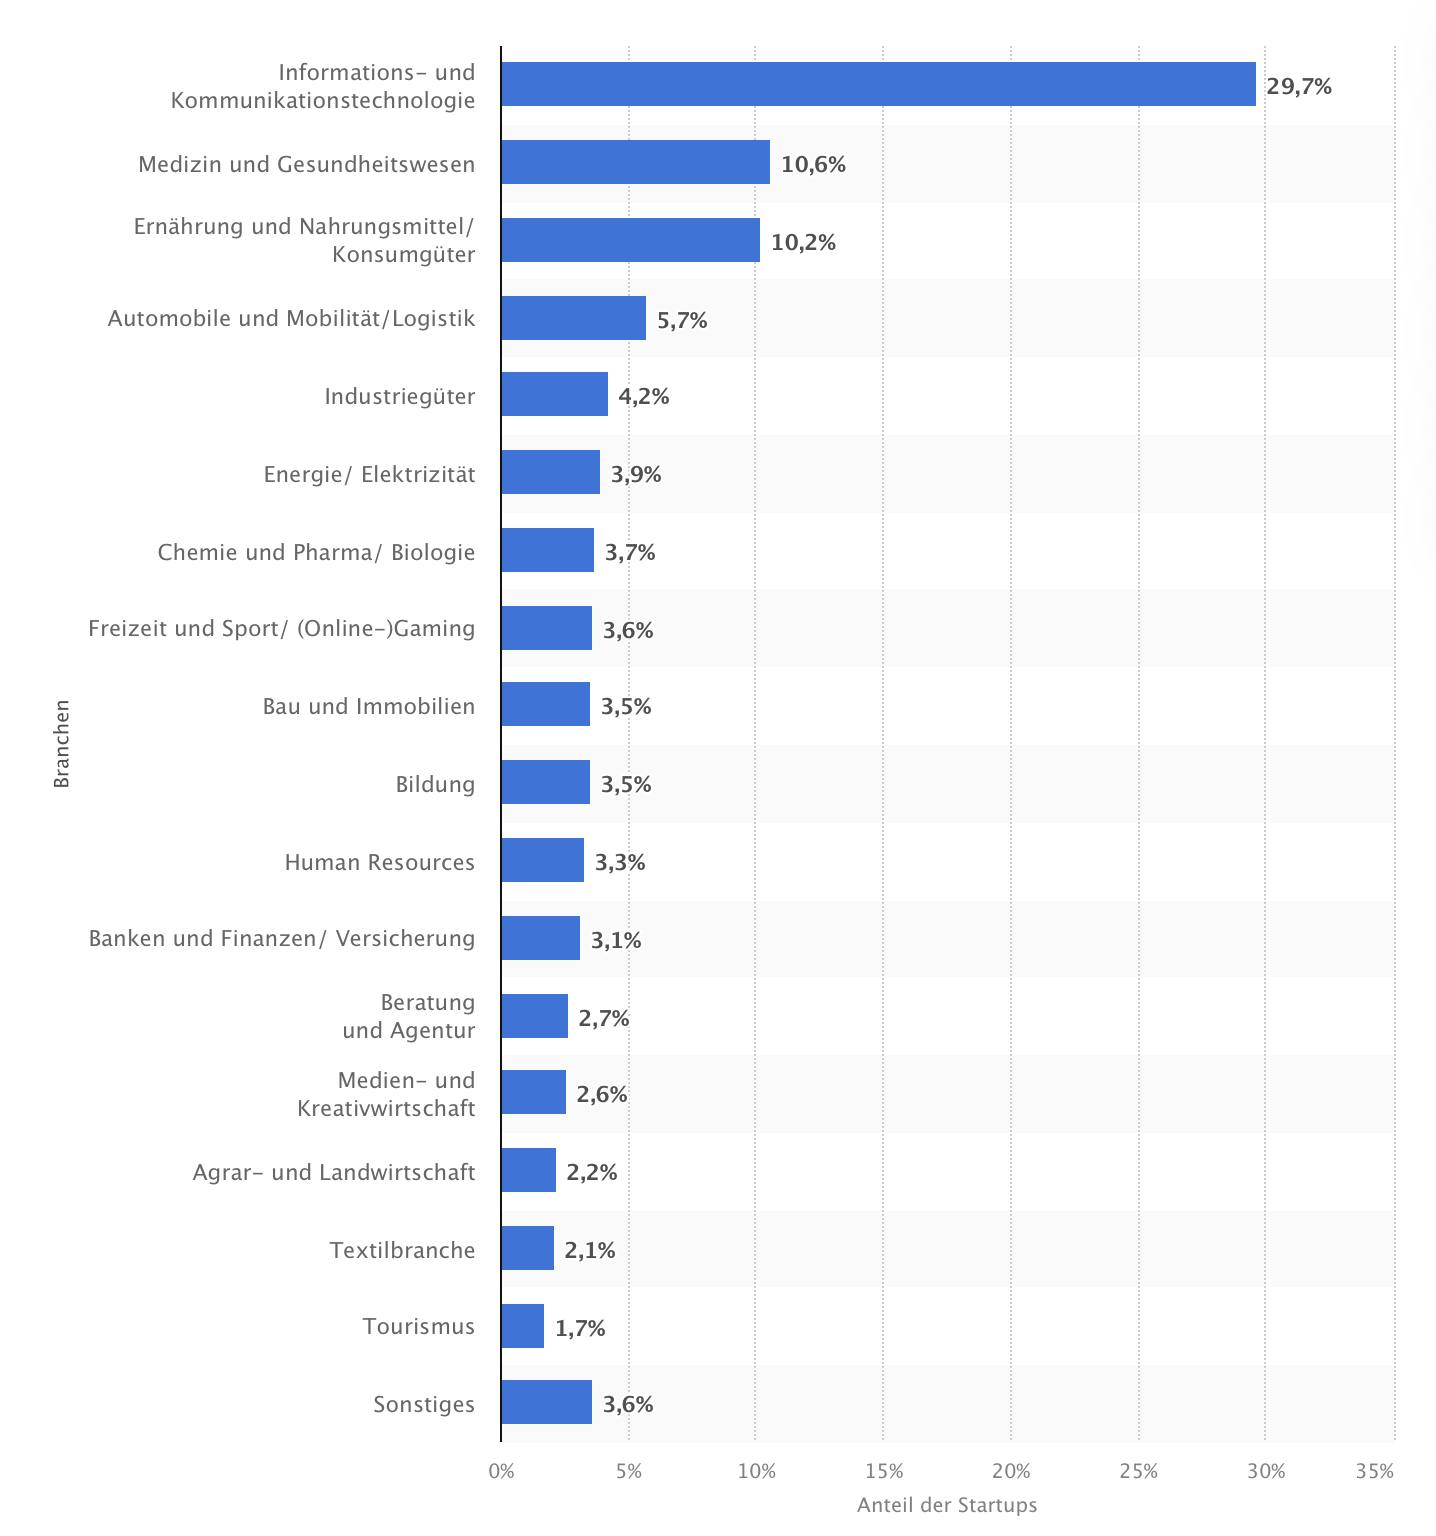 Informations- und
Kommunikationstechnologie
29,7%
Medizin und Gesundheitswesen
10,6%
Ernährung und Nahrungsmittel/
Konsumgüter
10,2%
Automobile und Mobilität/Logistik
5,7%
Industriegüter
4,2%
Energie/ Elektrizität
3,9%
Chemie und Pharma/ Biologie
3,7%
Freizeit und Sport/ (Online-)Gaming
3,6%
Bau und Immobilien
3,5%
Bildung
3,5%
Human Resources
3,3%
Banken und Finanzen/ Versicherung
3,1%
Beratung
und Agentur
2,7%
Medien- und
Kreativwirtschaft
2,6%
Agrar- und Landwirtschaft
2,2%
Textilbranche
2,1%
Tourismus
1,7%
Sonstiges
3,6%
Branchen
0% 5% 10% 15% 20% 25% 30% 35%
Anteil der Startups